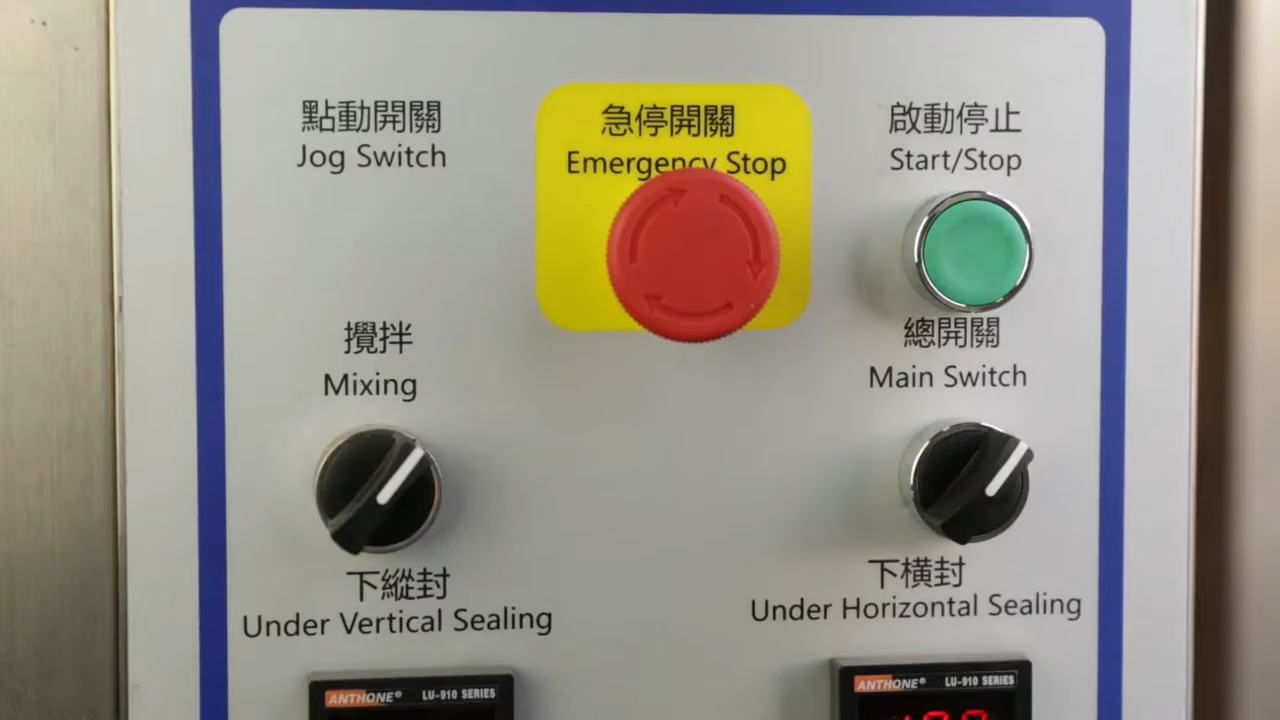 點動開關
Jog Switch
急停開關
Emergency Stop
啟動停止
Start/Stop
攪拌
Mixing
總開關
Main Switch
下縱封
Under Vertical Sealing
下橫封
Under Horizontal Sealing
ANTHONE® LU-910 SERIES
ANTHONE® LU-910 SERIES